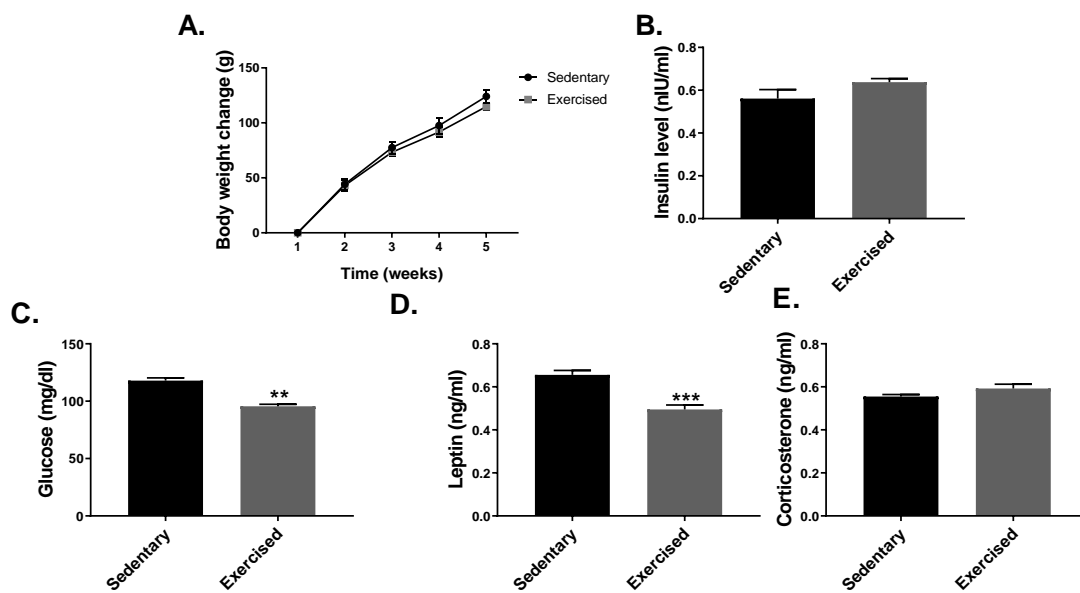 A.
Body weight change (g)
150
100
50
0
1 2 3 4 5
Time (weeks)
Sedentary
Exercised
B.
Insulin level (nIU/ml)
0.8
0.6
0.4
0.2
0.0
Sedentary
Exercised
C.
Glucose (mg/dl)
150
100
50
0
**
Sedentary
Exercised
D.
Leptin (ng/ml)
0.8
0.6
0.4
0.2
0.0
***
Sedentary
Exercised
E.
Corticosterone (ng/ml)
0.8
0.6
0.4
0.2
0.0
Sedentary
Exercised